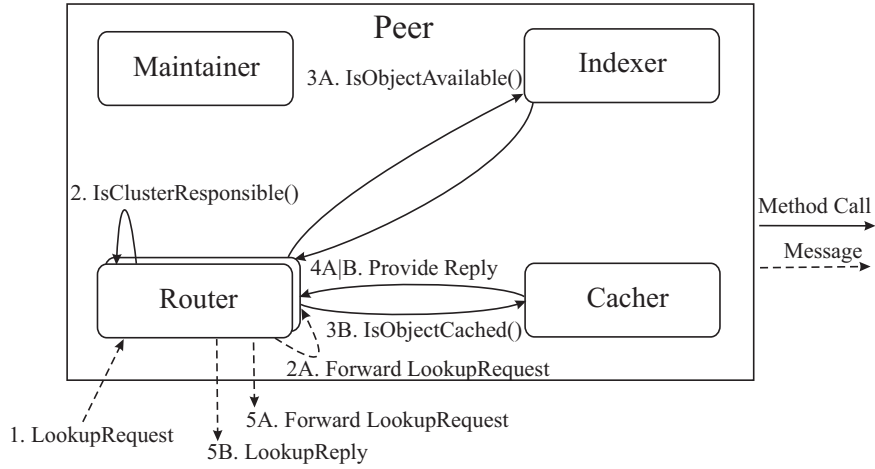 Peer
Maintainer
Indexer
3A. IsObjectAvailable()
2. IsClusterResponsible()
Method Call
Message
4A|B. Provide Reply
Router
Cacher
3B. IsObjectCached()
2A. Forward LookupRequest
5A. Forward LookupRequest
1. LookupRequest
5B. LookupReply